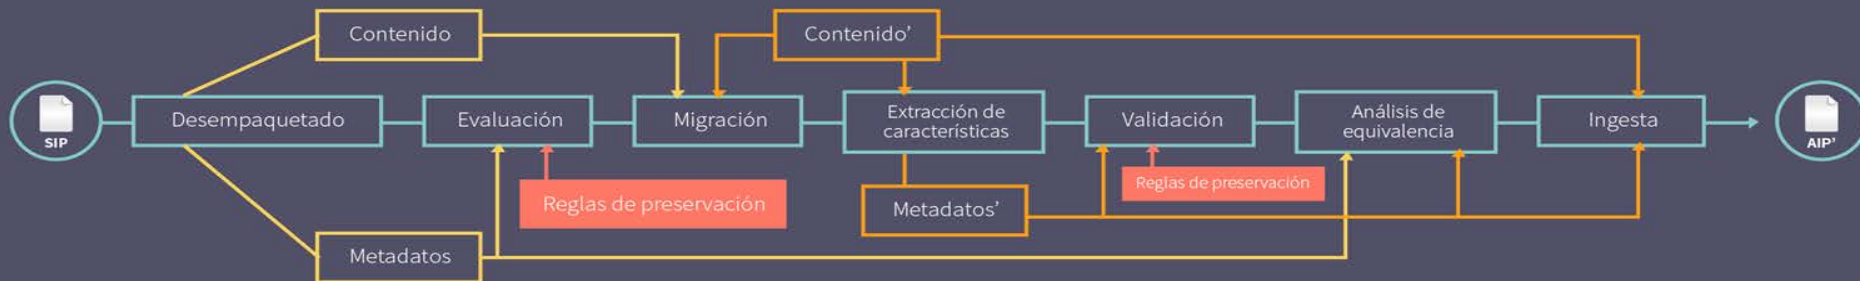 Contenido
Contenido’
SIP
Desempaquetado
Evaluación
Migración
Extracción de
características
Validación
Análisis de
equivalencia
Ingesta
AIP’
Reglas de preservación
Reglas de preservación
Metadatos’
Metadatos